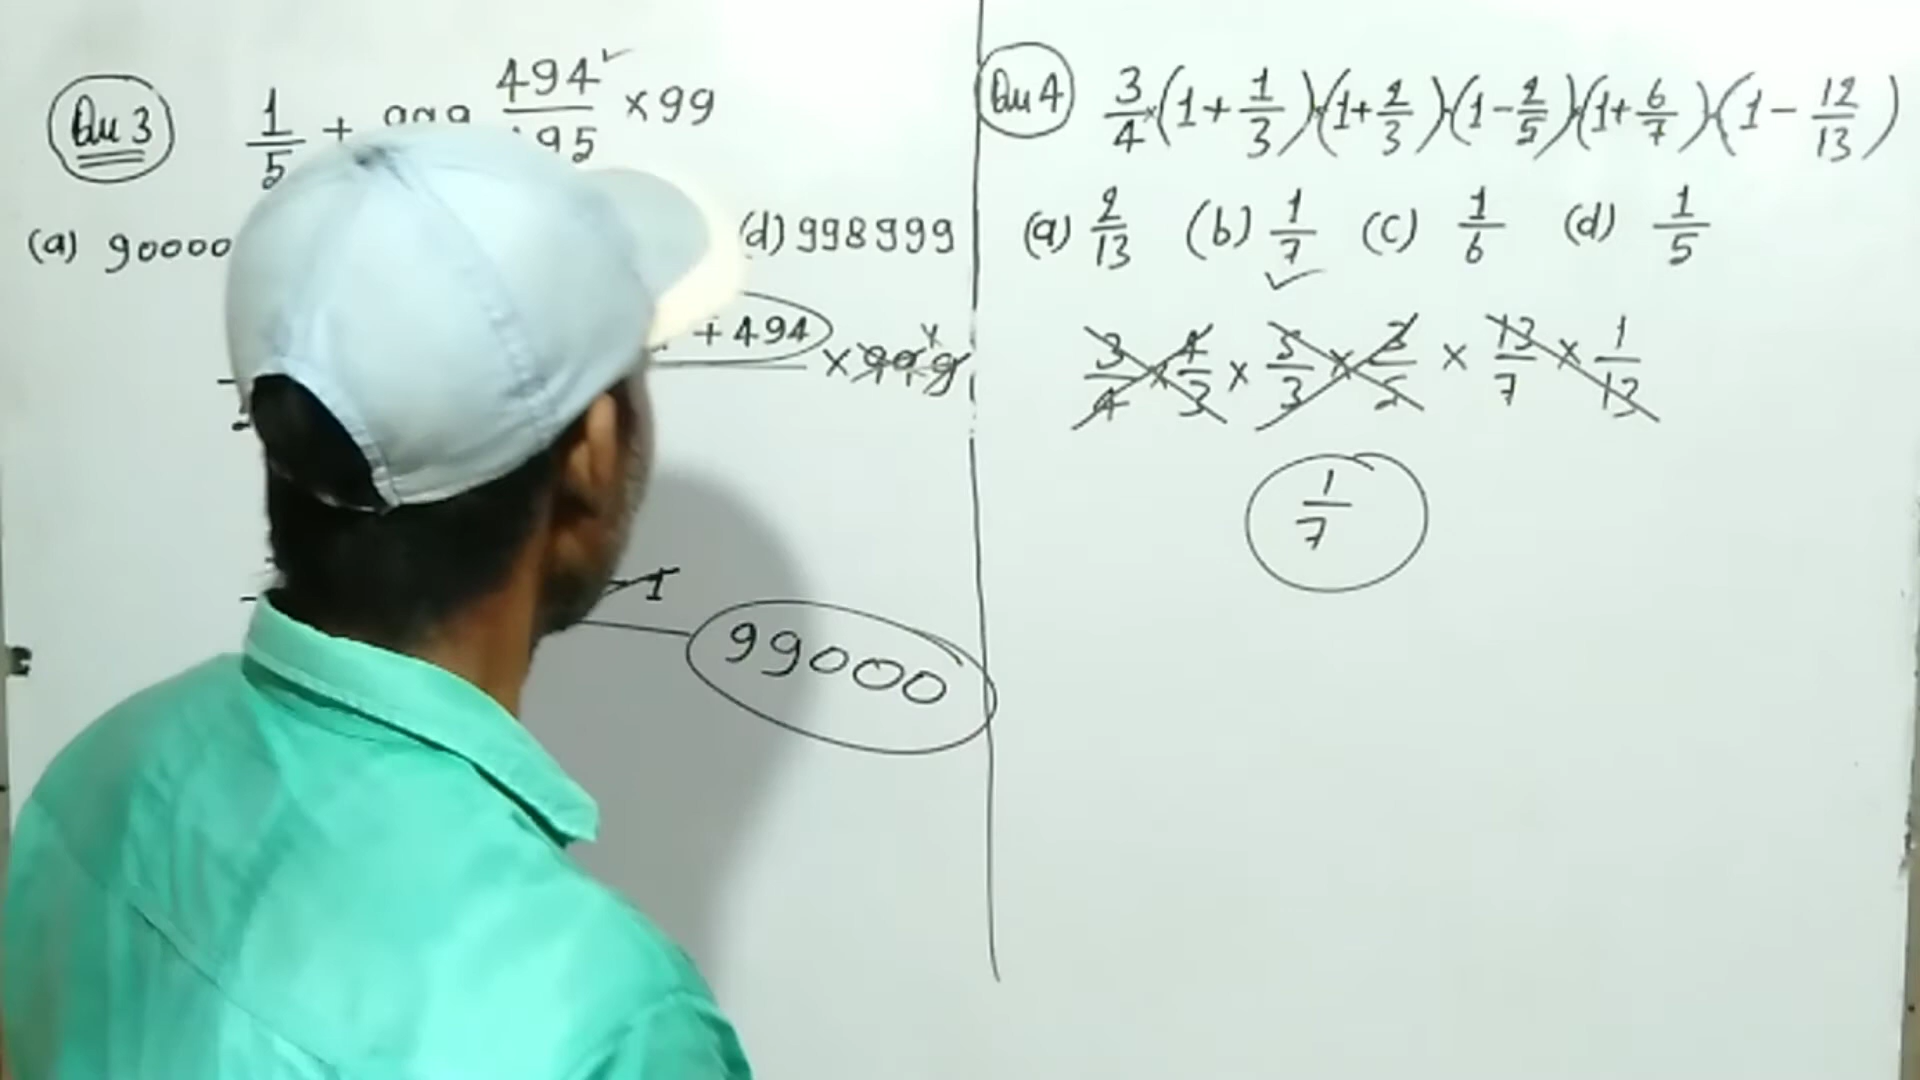 Qu 3 1/5 + 999 494/495 × 99
(a) 90000 (d) 998999
+ 494 × 999
1
99000
Qu 4 3/4 × (1 + 1/3) × (1 + 2/3) × (1 - 2/5) × (1 + 6/7) × (1 - 12/13)
(a) 2/13 (b) 1/7 (c) 1/6 (d) 1/5
3/4 × 4/3 × 5/3 × 3/5 × 13/7 × 1/13
1/7